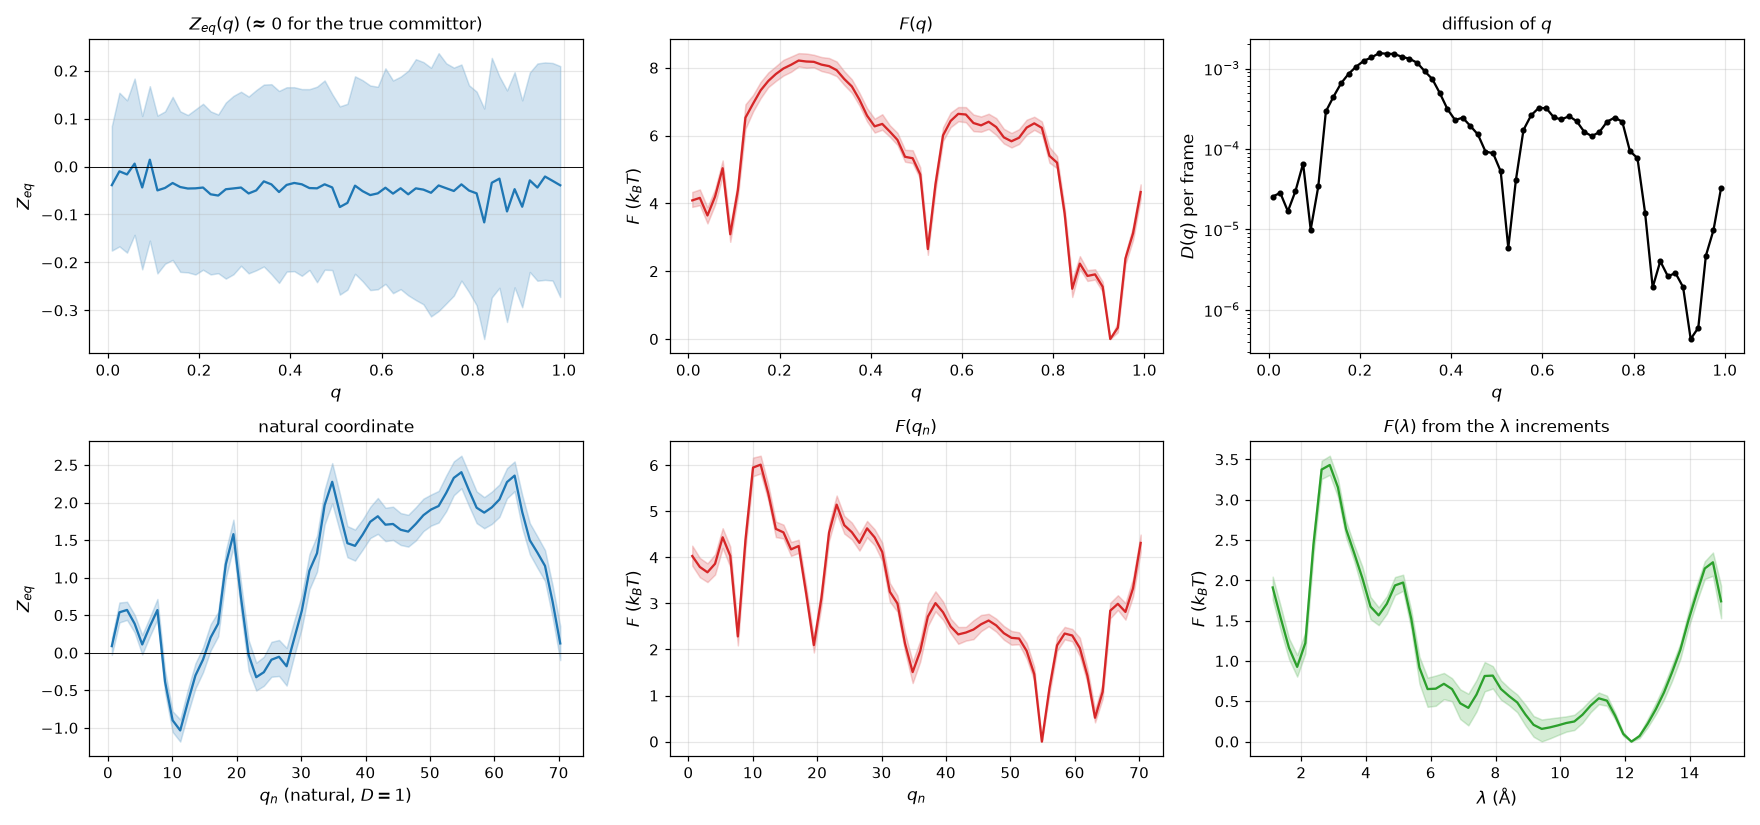 Z_eq(q) (≈ 0 for the true committor)
0.2
0.1
0.0
−0.1
−0.2
−0.3
Z_eq
0.0 0.2 0.4 0.6 0.8 1.0
q
F(q)
8
6
4
2
0
F (k_BT)
0.0 0.2 0.4 0.6 0.8 1.0
q
diffusion of q
10⁻³
10⁻⁴
10⁻⁵
10⁻⁶
D(q) per frame
0.0 0.2 0.4 0.6 0.8 1.0
q
natural coordinate
2.5
2.0
1.5
1.0
0.5
0.0
−0.5
−1.0
Z_eq
0 10 20 30 40 50 60 70
q_n (natural, D = 1)
F(q_n)
6
5
4
3
2
1
0
F (k_BT)
0 10 20 30 40 50 60 70
q_n
F(λ) from the λ increments
3.5
3.0
2.5
2.0
1.5
1.0
0.5
0.0
F (k_BT)
2 4 6 8 10 12 14
λ (Å)